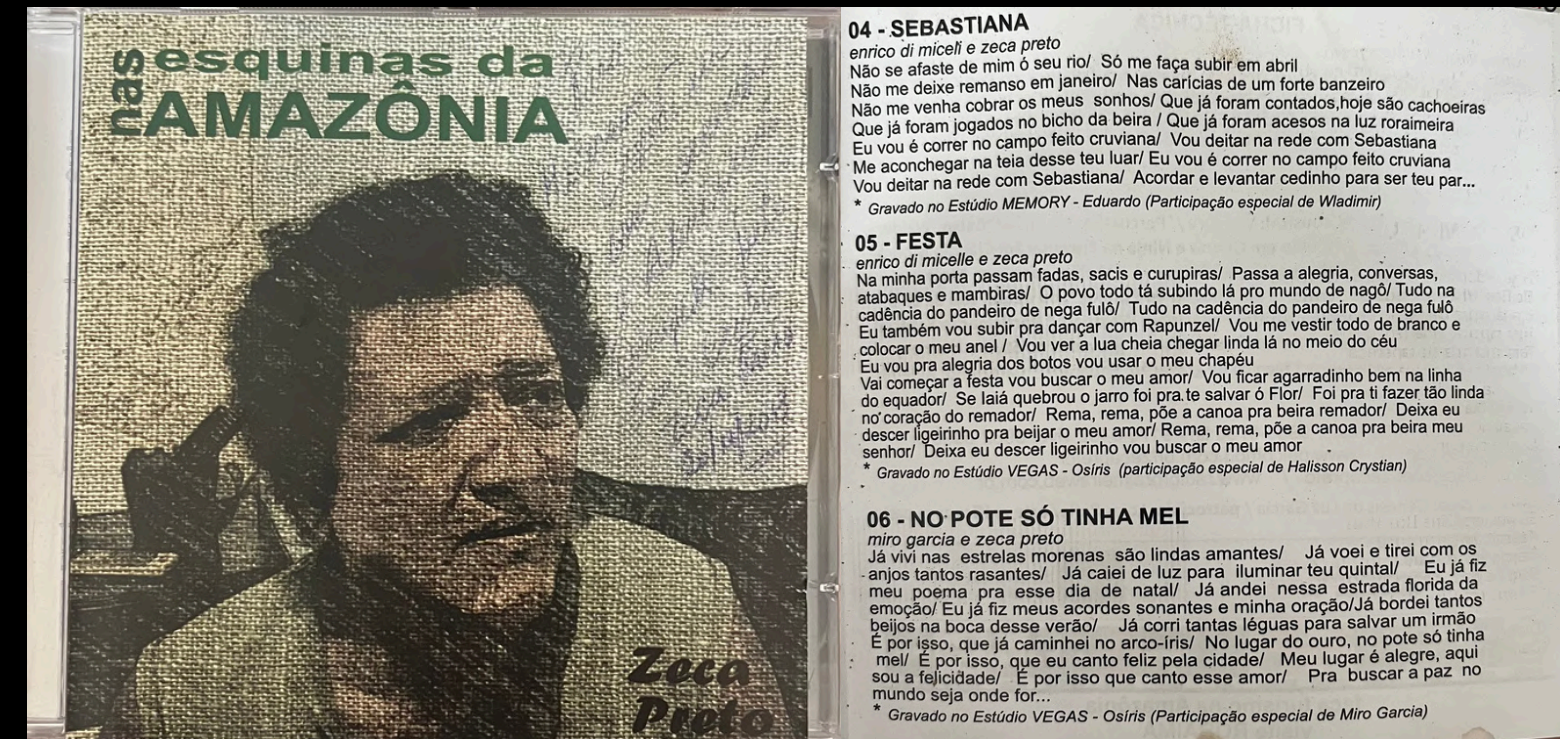 nas esquinas da
AMAZÔNIA
Zeca
Preto
04 - SEBASTIANA
enrico di miceli e zeca preto
Não se afaste de mim ó seu rio/ Só me faça subir em abril
Não me deixe remanso em janeiro/ Nas carícias de um forte banzeiro
Não me venha cobrar os meus sonhos/ Que já foram contados,hoje são cachoeiras
Que já foram jogados no bicho da beira / Que já foram acesos na luz roraimeira
Eu vou é correr no campo feito cruviana/ Vou deitar na rede com Sebastiana
Me aconchegar na teia desse teu luar/ Eu vou é correr no campo feito cruviana
Vou deitar na rede com Sebastiana/ Acordar e levantar cedinho para ser teu par...
* Gravado no Estúdio MEMORY - Eduardo (Participação especial de Wladimir)
05 - FESTA
enrico di micelle e zeca preto
Na minha porta passam fadas, sacis e curupiras/ Passa a alegria, conversas,
atabaques e mambiras/ O povo todo tá subindo lá pro mundo de nagô/ Tudo na
cadência do pandeiro de nega fulô/ Tudo na cadência do pandeiro de nega fulô
Eu também vou subir pra dançar com Rapunzel/ Vou me vestir todo de branco e
colocar o meu anel / Vou ver a lua cheia chegar linda lá no meio do céu
Eu vou pra alegria dos botos vou usar o meu chapéu
Vai começar a festa vou buscar o meu amor/ Vou ficar agarradinho bem na linha
do equador/ Se Iaiá quebrou o jarro foi pra te salvar ó Flor/ Foi pra ti fazer tão linda
no coração do remador/ Rema, rema, põe a canoa pra beira remador/ Deixa eu
descer ligeirinho pra beijar o meu amor/ Rema, rema, põe a canoa pra beira meu
senhor/ Deixa eu descer ligeirinho vou buscar o meu amor
* Gravado no Estúdio VEGAS - Osíris (participação especial de Halisson Crystian)
06 - NO POTE SÓ TINHA MEL
miro garcia e zeca preto
Já vivi nas estrelas morenas são lindas amantes/ Já voei e tirei com os
anjos tantos rasantes/ Já caiei de luz para iluminar teu quintal/ Eu já fiz
meu poema pra esse dia de natal/ Já andei nessa estrada florida da
emoção/ Eu já fiz meus acordes sonantes e minha oração/Já bordei tantos
beijos na boca desse verão/ Já corri tantas léguas para salvar um irmão
É por isso, que já caminhei no arco-íris/ No lugar do ouro, no pote só tinha
mel/ É por isso, que eu canto feliz pela cidade/ Meu lugar é alegre, aqui
sou a felicidade/ É por isso que canto esse amor/ Pra buscar a paz no
mundo seja onde for...
* Gravado no Estúdio VEGAS - Osíris (Participação especial de Miro Garcia)